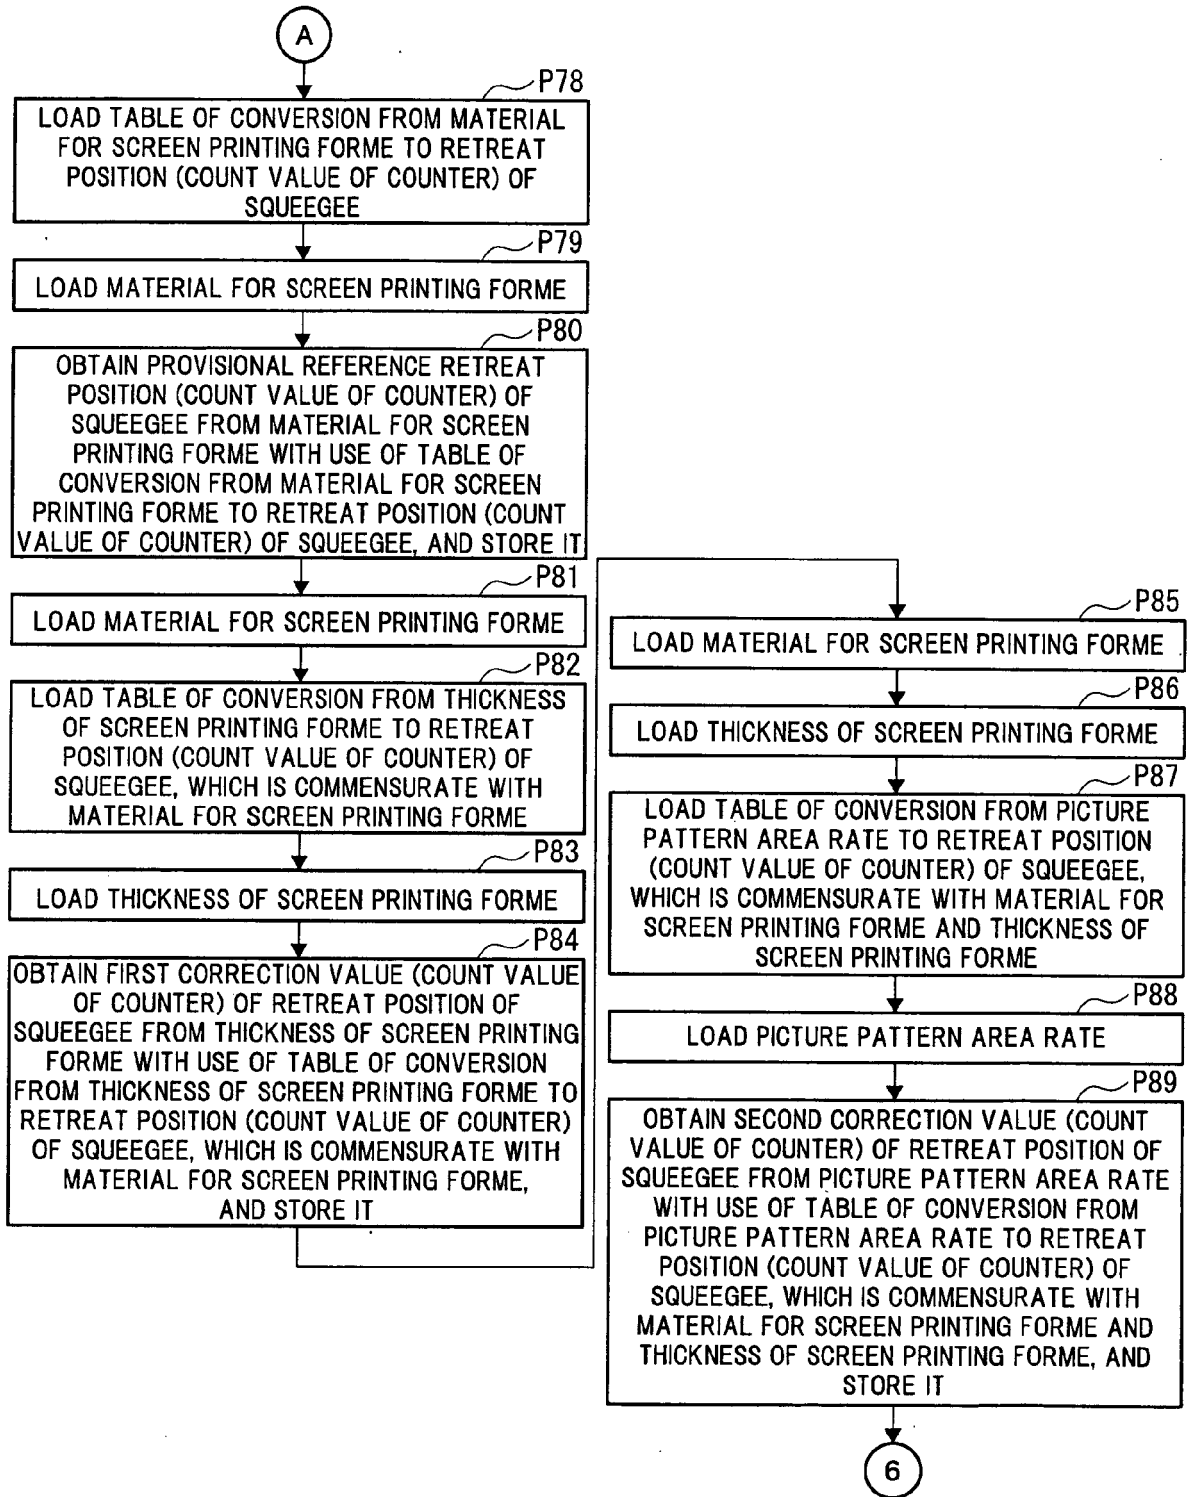 A
P78
LOAD TABLE OF CONVERSION FROM MATERIAL
FOR SCREEN PRINTING FORME TO RETREAT
POSITION (COUNT VALUE OF COUNTER) OF
SQUEEGEE
P79
LOAD MATERIAL FOR SCREEN PRINTING FORME
P80
OBTAIN PROVISIONAL REFERENCE RETREAT
POSITION (COUNT VALUE OF COUNTER) OF
SQUEEGEE FROM MATERIAL FOR SCREEN
PRINTING FORME WITH USE OF TABLE OF
CONVERSION FROM MATERIAL FOR SCREEN
PRINTING FORME TO RETREAT POSITION (COUNT
VALUE OF COUNTER) OF SQUEEGEE, AND STORE IT
P81
LOAD MATERIAL FOR SCREEN PRINTING FORME
P82
LOAD TABLE OF CONVERSION FROM THICKNESS
OF SCREEN PRINTING FORME TO RETREAT
POSITION (COUNT VALUE OF COUNTER) OF
SQUEEGEE, WHICH IS COMMENSURATE WITH
MATERIAL FOR SCREEN PRINTING FORME
P83
LOAD THICKNESS OF SCREEN PRINTING FORME
P84
OBTAIN FIRST CORRECTION VALUE (COUNT VALUE
OF COUNTER) OF RETREAT POSITION OF
SQUEEGEE FROM THICKNESS OF SCREEN PRINTING
FORME WITH USE OF TABLE OF CONVERSION
FROM THICKNESS OF SCREEN PRINTING FORME TO
RETREAT POSITION (COUNT VALUE OF COUNTER)
OF SQUEEGEE, WHICH IS COMMENSURATE WITH
MATERIAL FOR SCREEN PRINTING FORME,
AND STORE IT
P85
LOAD MATERIAL FOR SCREEN PRINTING FORME
P86
LOAD THICKNESS OF SCREEN PRINTING FORME
P87
LOAD TABLE OF CONVERSION FROM PICTURE
PATTERN AREA RATE TO RETREAT POSITION
(COUNT VALUE OF COUNTER) OF SQUEEGEE,
WHICH IS COMMENSURATE WITH MATERIAL FOR
SCREEN PRINTING FORME AND THICKNESS OF
SCREEN PRINTING FORME
P88
LOAD PICTURE PATTERN AREA RATE
P89
OBTAIN SECOND CORRECTION VALUE (COUNT
VALUE OF COUNTER) OF RETREAT POSITION OF
SQUEEGEE FROM PICTURE PATTERN AREA RATE
WITH USE OF TABLE OF CONVERSION FROM
PICTURE PATTERN AREA RATE TO RETREAT
POSITION (COUNT VALUE OF COUNTER) OF
SQUEEGEE, WHICH IS COMMENSURATE WITH
MATERIAL FOR SCREEN PRINTING FORME AND
THICKNESS OF SCREEN PRINTING FORME, AND
STORE IT
6